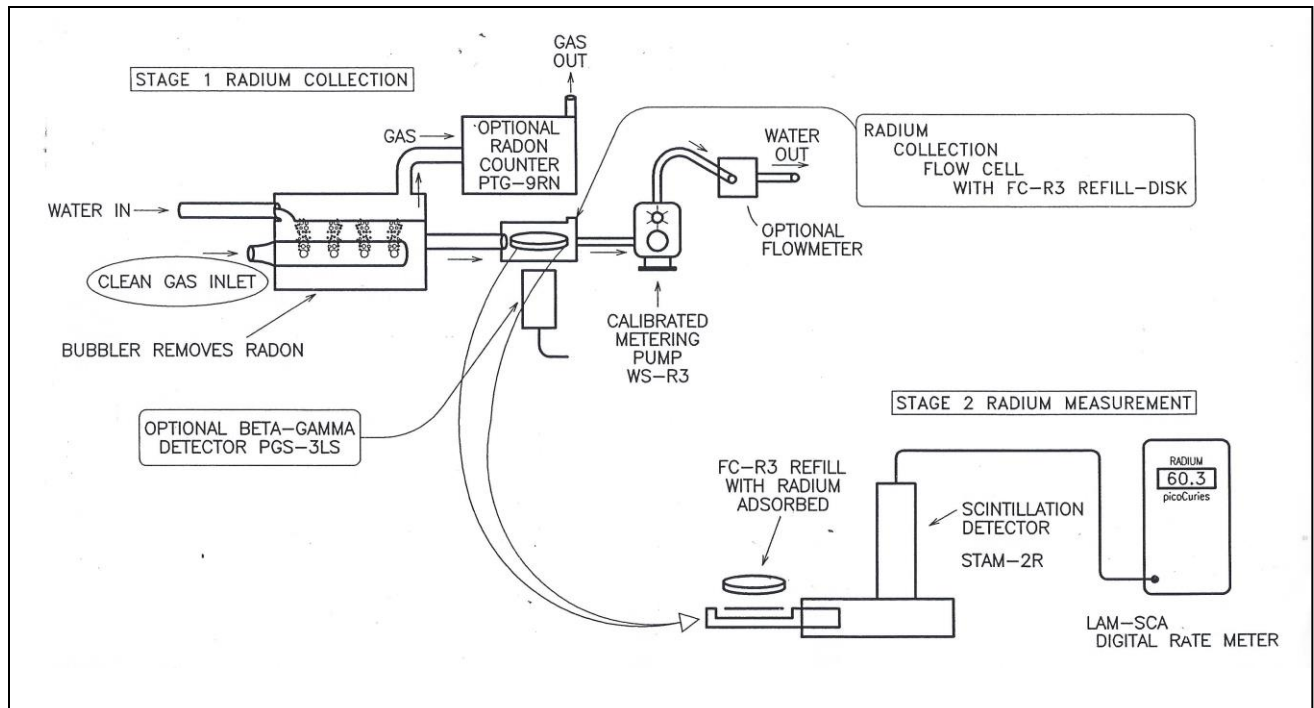 STAGE 1 RADIUM COLLECTION
GAS
OUT
GAS
OPTIONAL
RADON
COUNTER
PTG-9RN
WATER
OUT
RADIUM
COLLECTION
FLOW CELL
WITH FC-R3 REFILL-DISK
WATER IN
OPTIONAL
FLOWMETER
CLEAN GAS INLET
CALIBRATED
METERING
PUMP
WS-R3
BUBBLER REMOVES RADON
OPTIONAL BETA-GAMMA
DETECTOR PGS-3LS
STAGE 2 RADIUM MEASUREMENT
FC-R3 REFILL
WITH RADIUM
ADSORBED
SCINTILLATION
DETECTOR
STAM-2R
RADIUM
60.3
picoCuries
LAM-SCA
DIGITAL RATE METER